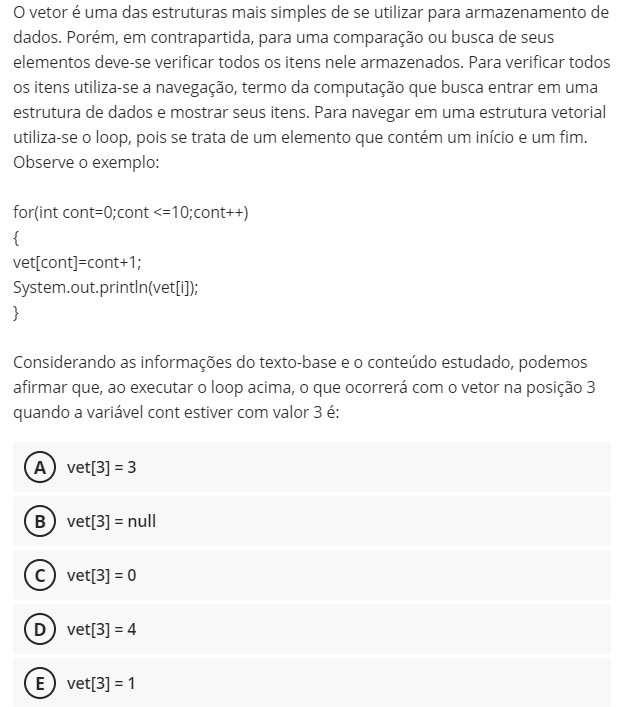 O vetor é uma das estruturas mais simples de se utilizar para armazenamento de
dados. Porém, em contrapartida, para uma comparação ou busca de seus
elementos deve-se verificar todos os itens nele armazenados. Para verificar todos
os itens utiliza-se a navegação, termo da computação que busca entrar em uma
estrutura de dados e mostrar seus itens. Para navegar em uma estrutura vetorial
utiliza-se o loop, pois se trata de um elemento que contém um início e um fim.
Observe o exemplo:
for(int cont=0;cont <=10;cont++)
{
vet[cont]=cont+1;
System.out.println(vet[i]);
}
Considerando as informações do texto-base e o conteúdo estudado, podemos
afirmar que, ao executar o loop acima, o que ocorrerá com o vetor na posição 3
quando a variável cont estiver com valor 3 é:
A vet[3] = 3
B vet[3] = null
C vet[3] = 0
D vet[3] = 4
E vet[3] = 1